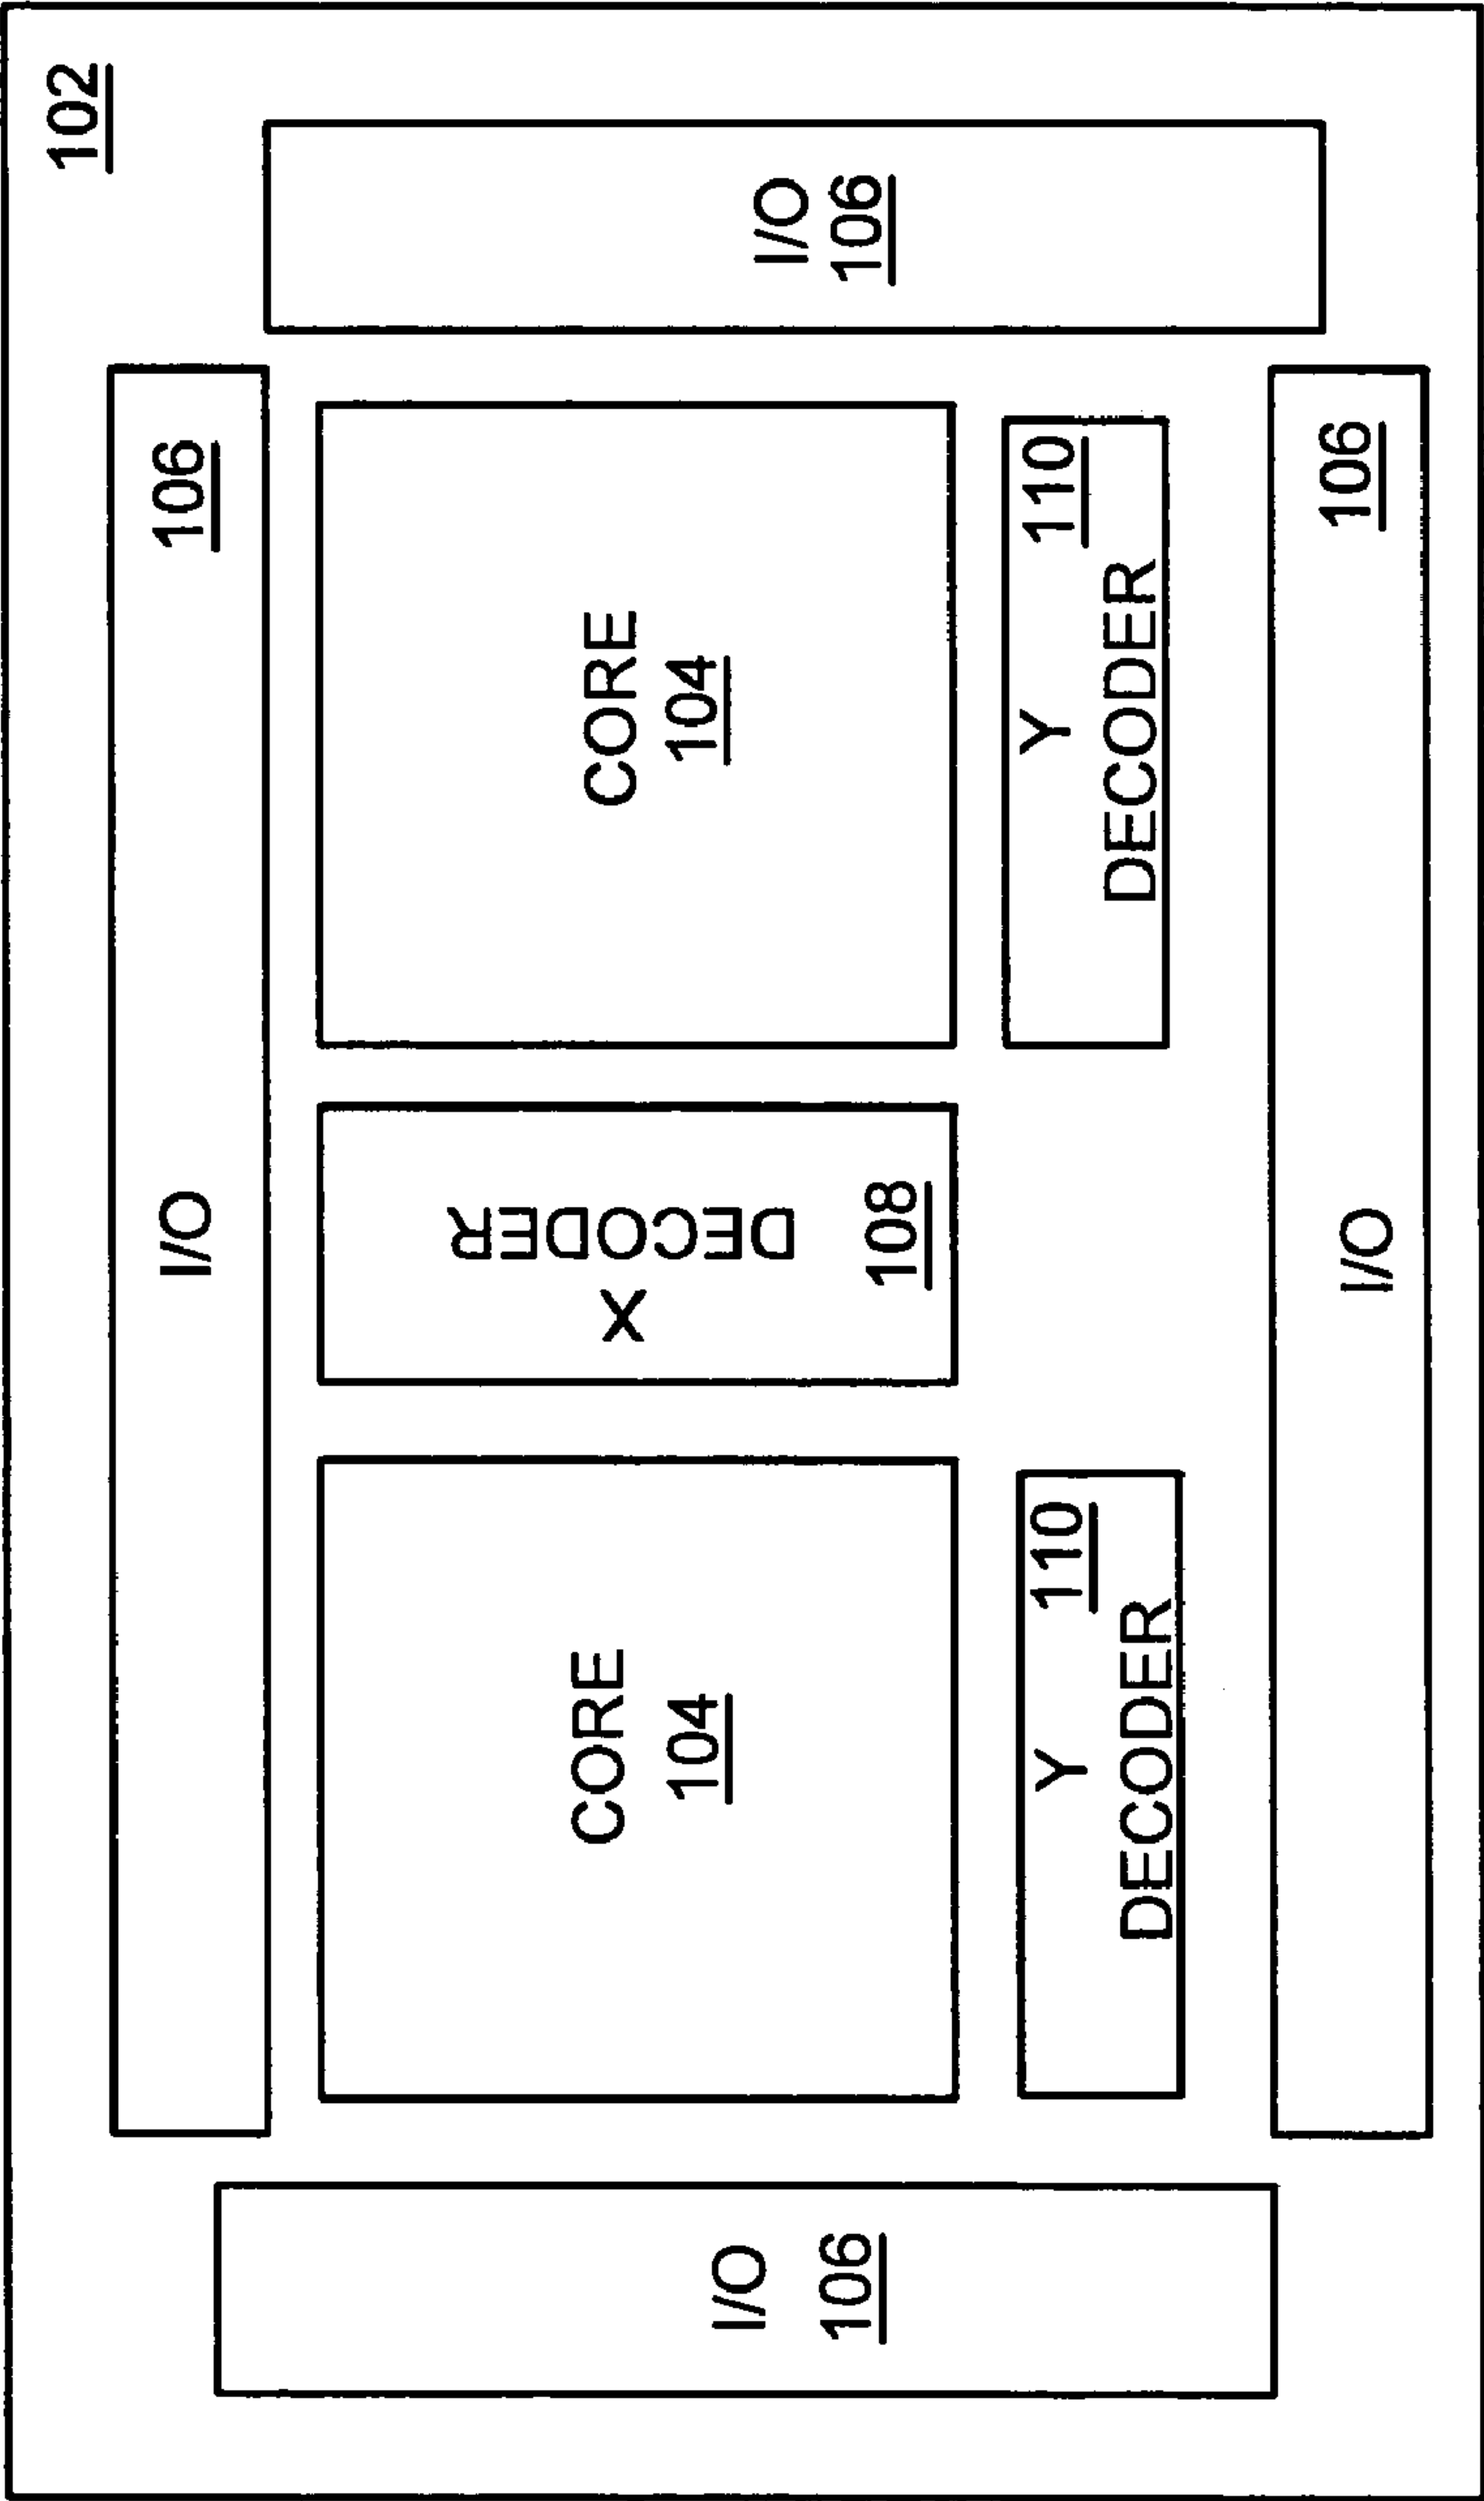 102
I/O
106
I/O
106
CORE
104
X
DECODER
108
CORE
104
I/O
106
110
Y
DECODER
110
Y
DECODER
106
I/O